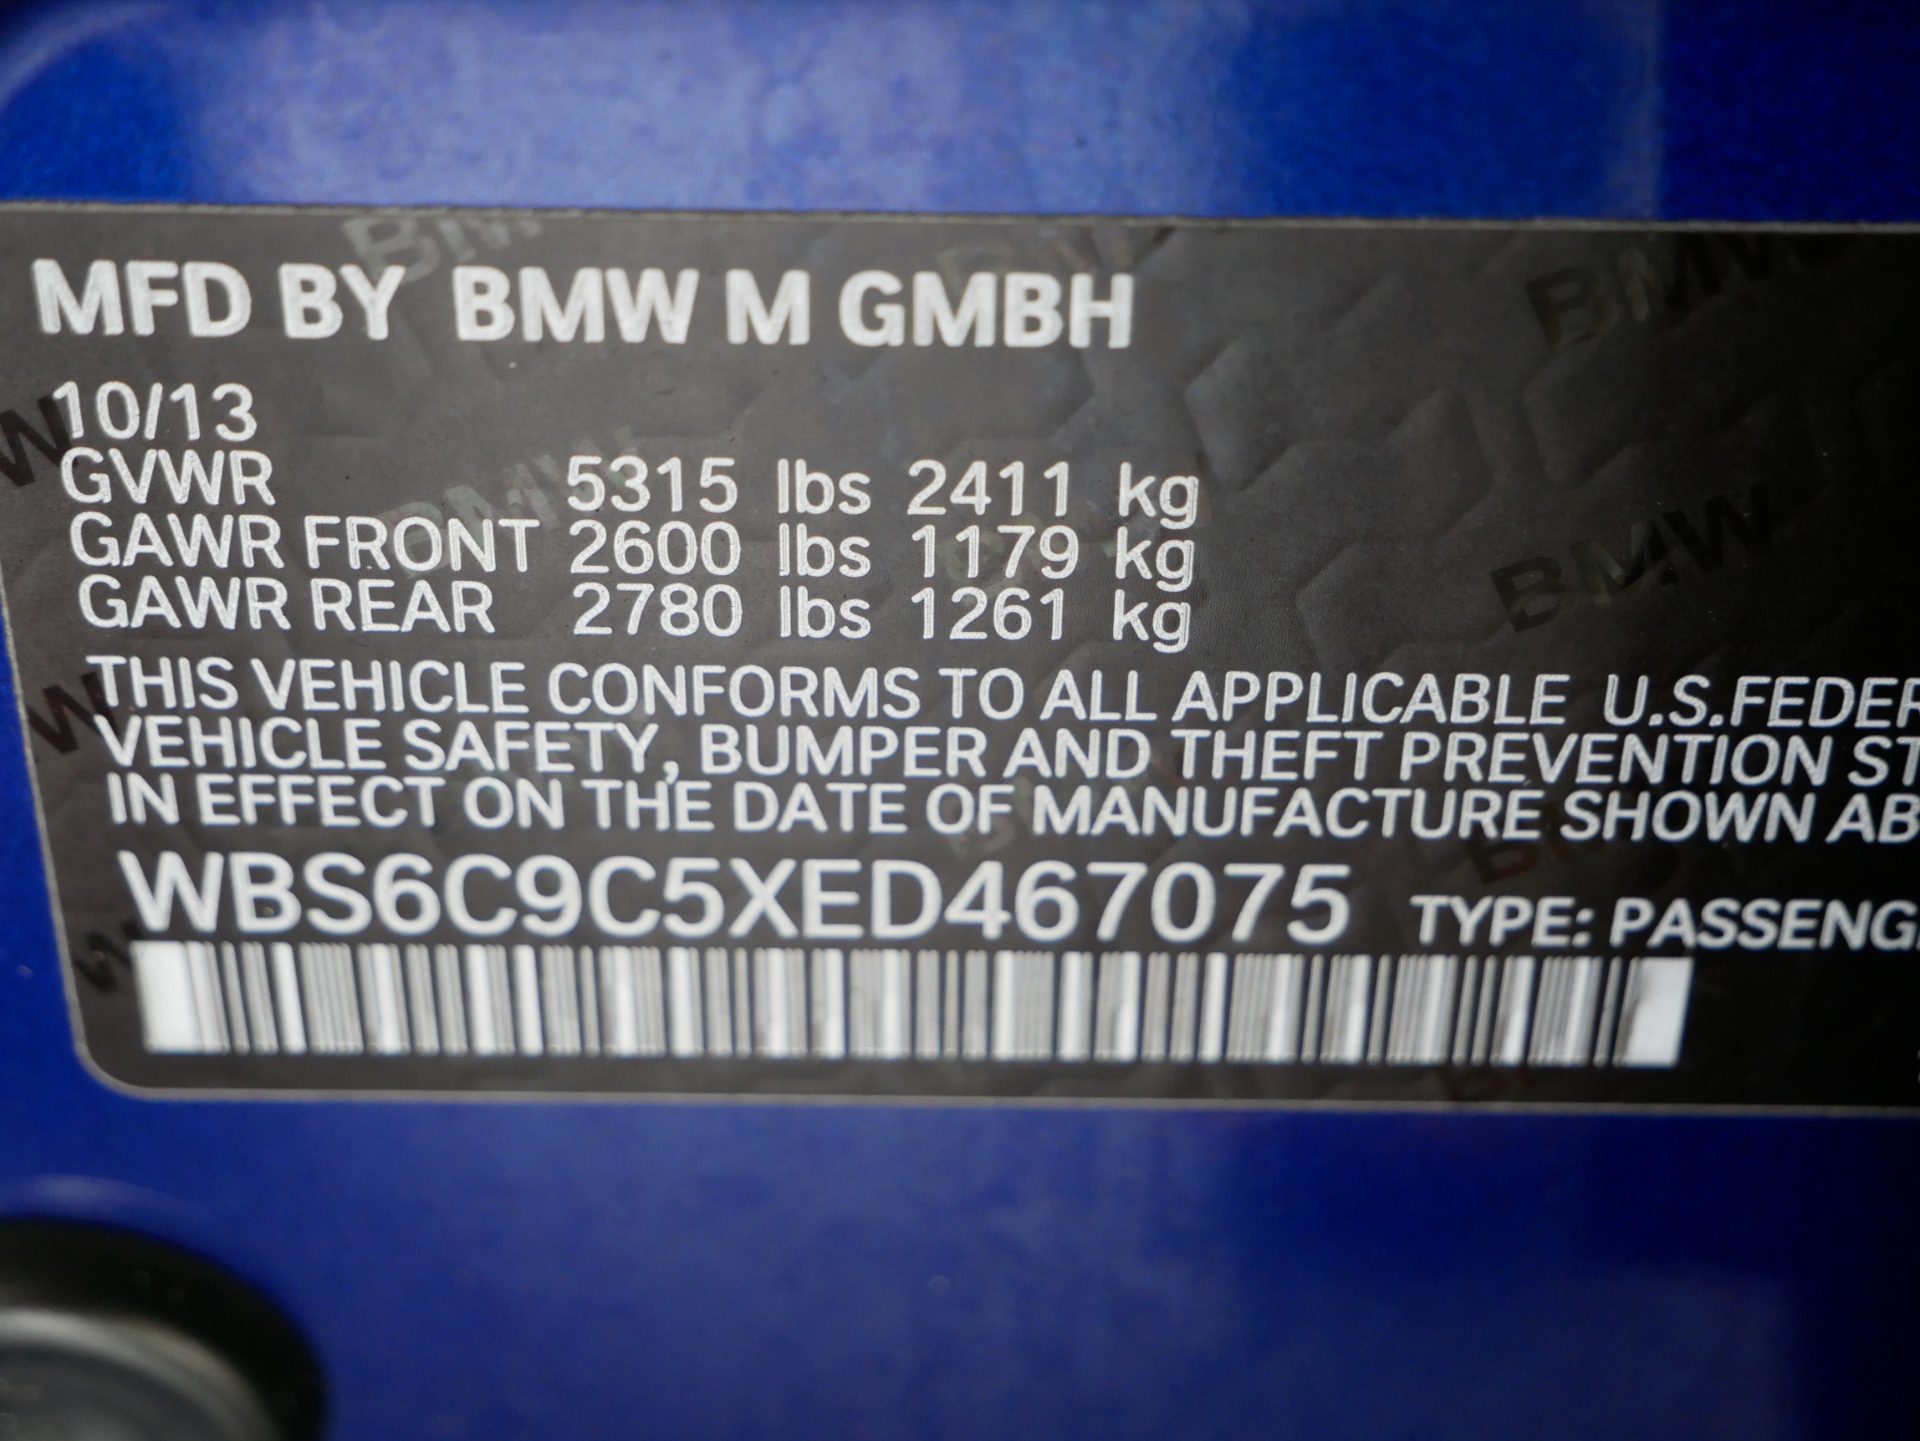 MFD BY BMW M GMBH
10/13
GVWR 5315 lbs 2411 kg
GAWR FRONT 2600 lbs 1179 kg
GAWR REAR 2780 lbs 1261 kg
THIS VEHICLE CONFORMS TO ALL APPLICABLE U.S.FEDER
VEHICLE SAFETY, BUMPER AND THEFT PREVENTION ST
IN EFFECT ON THE DATE OF MANUFACTURE SHOWN AB
WBS6C9C5XED467075 TYPE: PASSENG